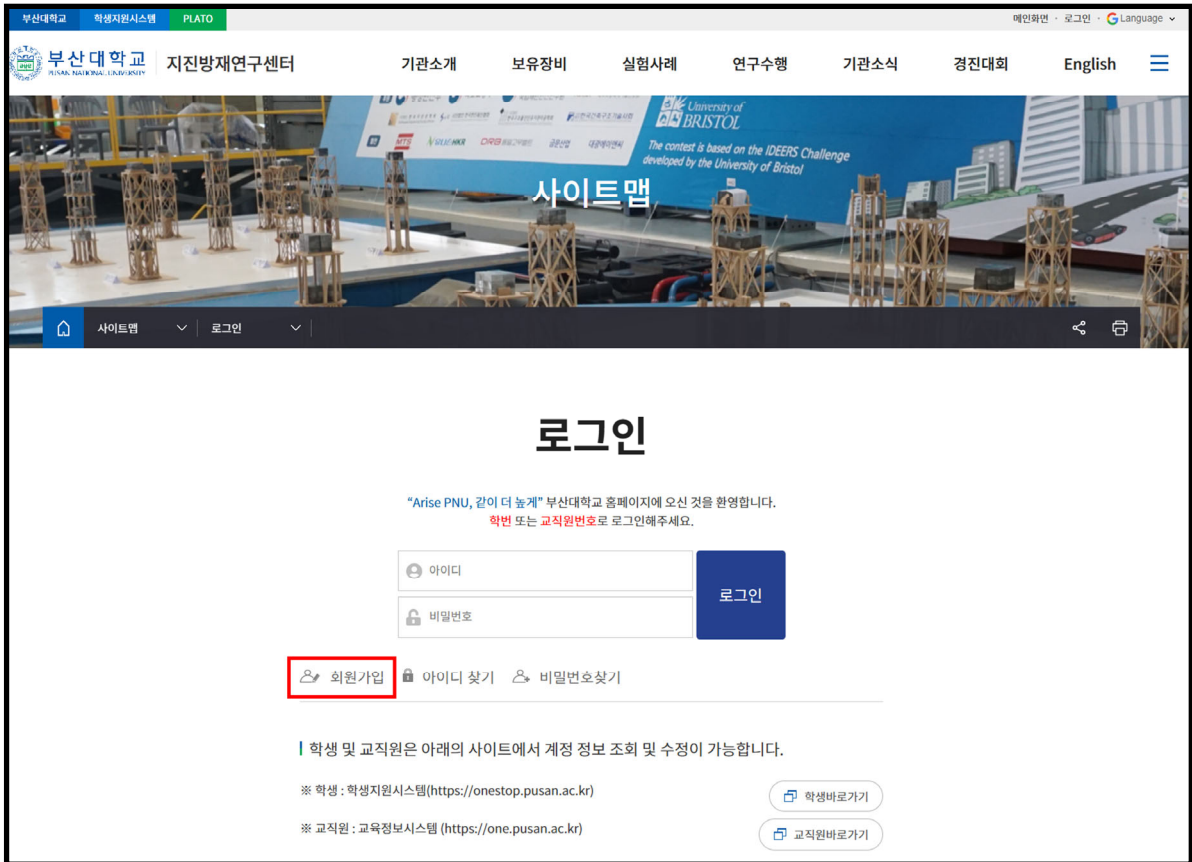 부산대학교 학생지원시스템 PLATO
메인화면 · 로그인 · Language
부산대학교
PUSAN NATIONAL UNIVERSITY
지진방재연구센터
기관소개 보유장비 실험사례 연구수행 기관소식 경진대회 English
University of
BRISTOL
MTS
The contest is based on the IDEERS Challenge
developed by the University of Bristol
사이트맵
사이트맵 로그인
로그인
“Arise PNU, 같이 더 높게” 부산대학교 홈페이지에 오신 것을 환영합니다.
학번 또는 교직원번호로 로그인해주세요.
아이디
비밀번호
로그인
회원가입 아이디 찾기 비밀번호찾기
학생 및 교직원은 아래의 사이트에서 계정 정보 조회 및 수정이 가능합니다.
※ 학생 : 학생지원시스템(https://onestop.pusan.ac.kr)
학생바로가기
※ 교직원 : 교육정보시스템 (https://one.pusan.ac.kr)
교직원바로가기